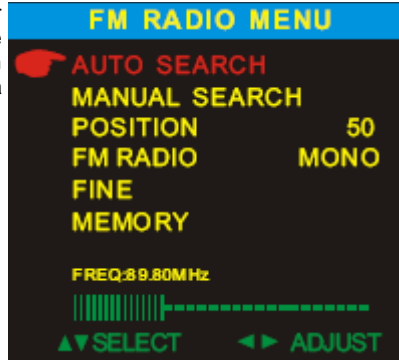 FM RADIO MENU
AUTO SEARCH
MANUAL SEARCH
POSITION 50
FM RADIO MONO
FINE
MEMORY
FREQ:89.80MHz
▲▼SELECT ◄► ADJUST